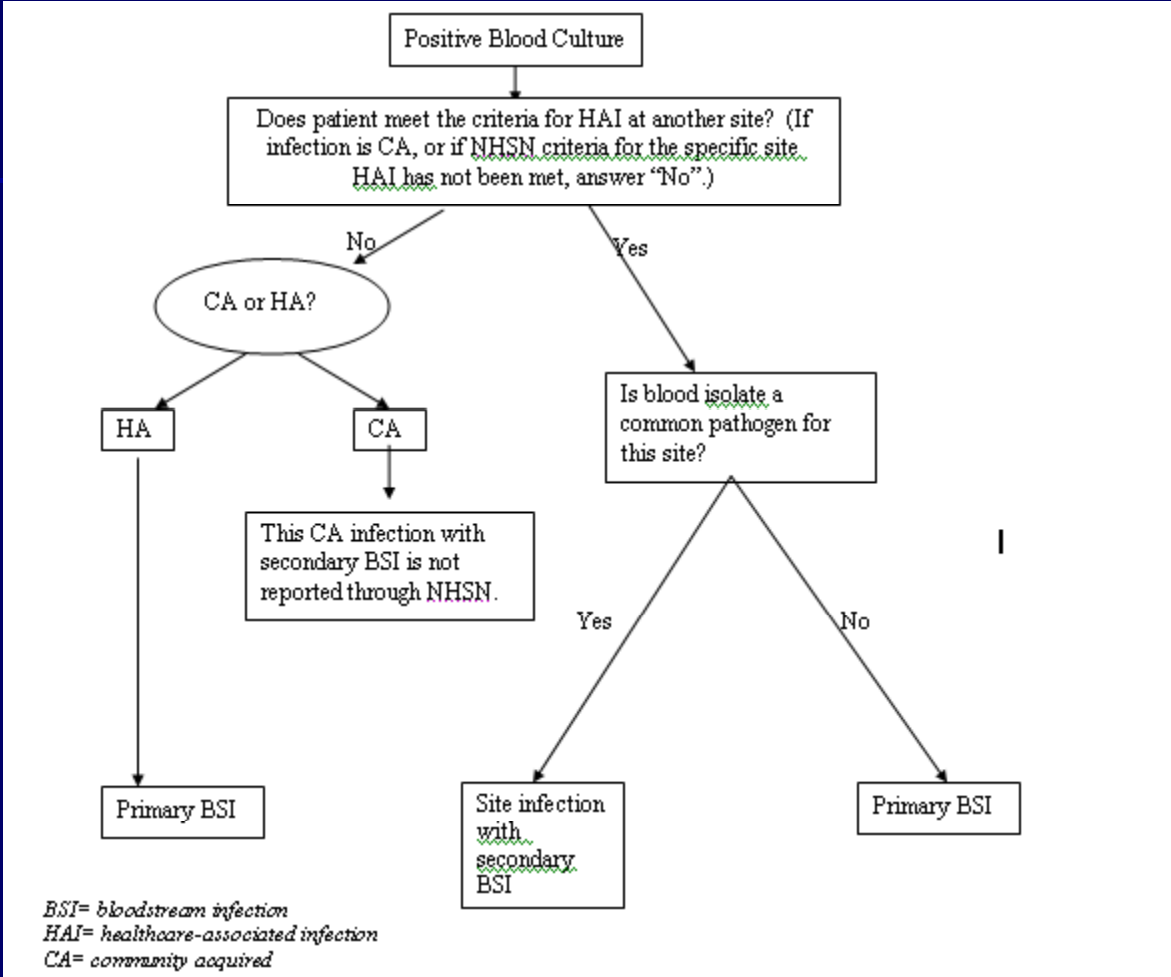 Positive Blood Culture
Does patient meet the criteria for HAI at another site? (If
infection is CA, or if NHSN criteria for the specific site
HAI has not been met, answer “No”.)
No
Yes
CA or HA?
Is blood isolate a
common pathogen for
this site?
HA
CA
This CA infection with
secondary BSI is not
reported through NHSN.
Yes
No
Primary BSI
Site infection
with
secondary
BSI
Primary BSI
BSI= bloodstream infection
HAI= healthcare-associated infection
CA= community acquired